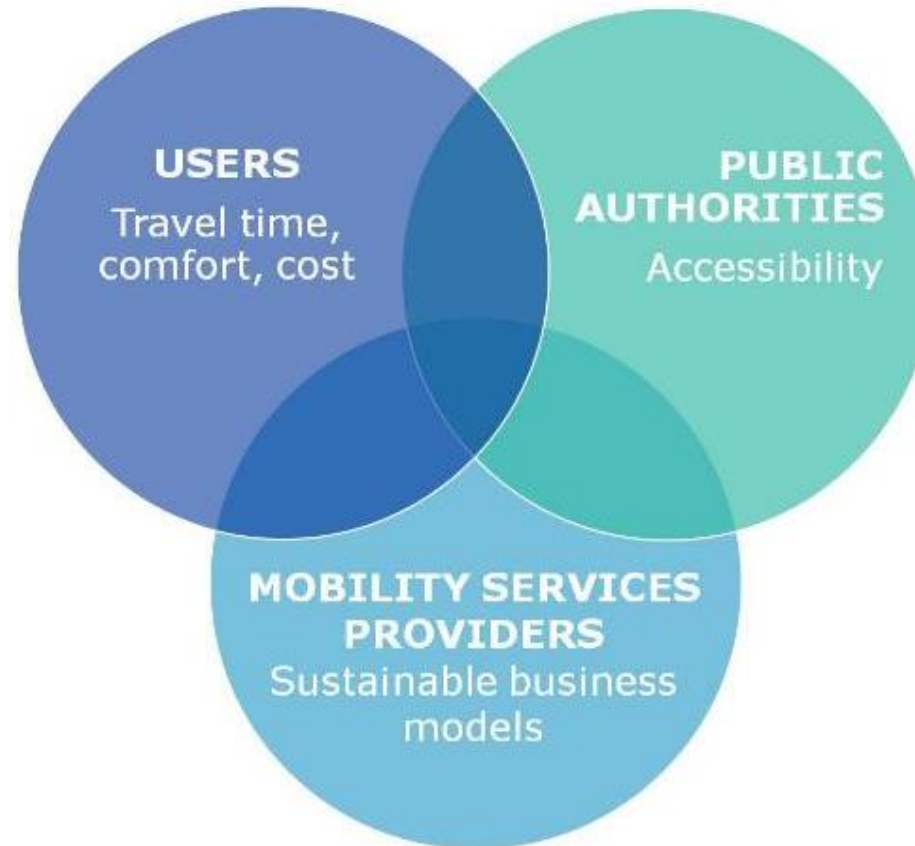 USERS
Travel time,
comfort, cost
PUBLIC
AUTHORITIES
Accessibility
MOBILITY SERVICES
PROVIDERS
Sustainable business
models